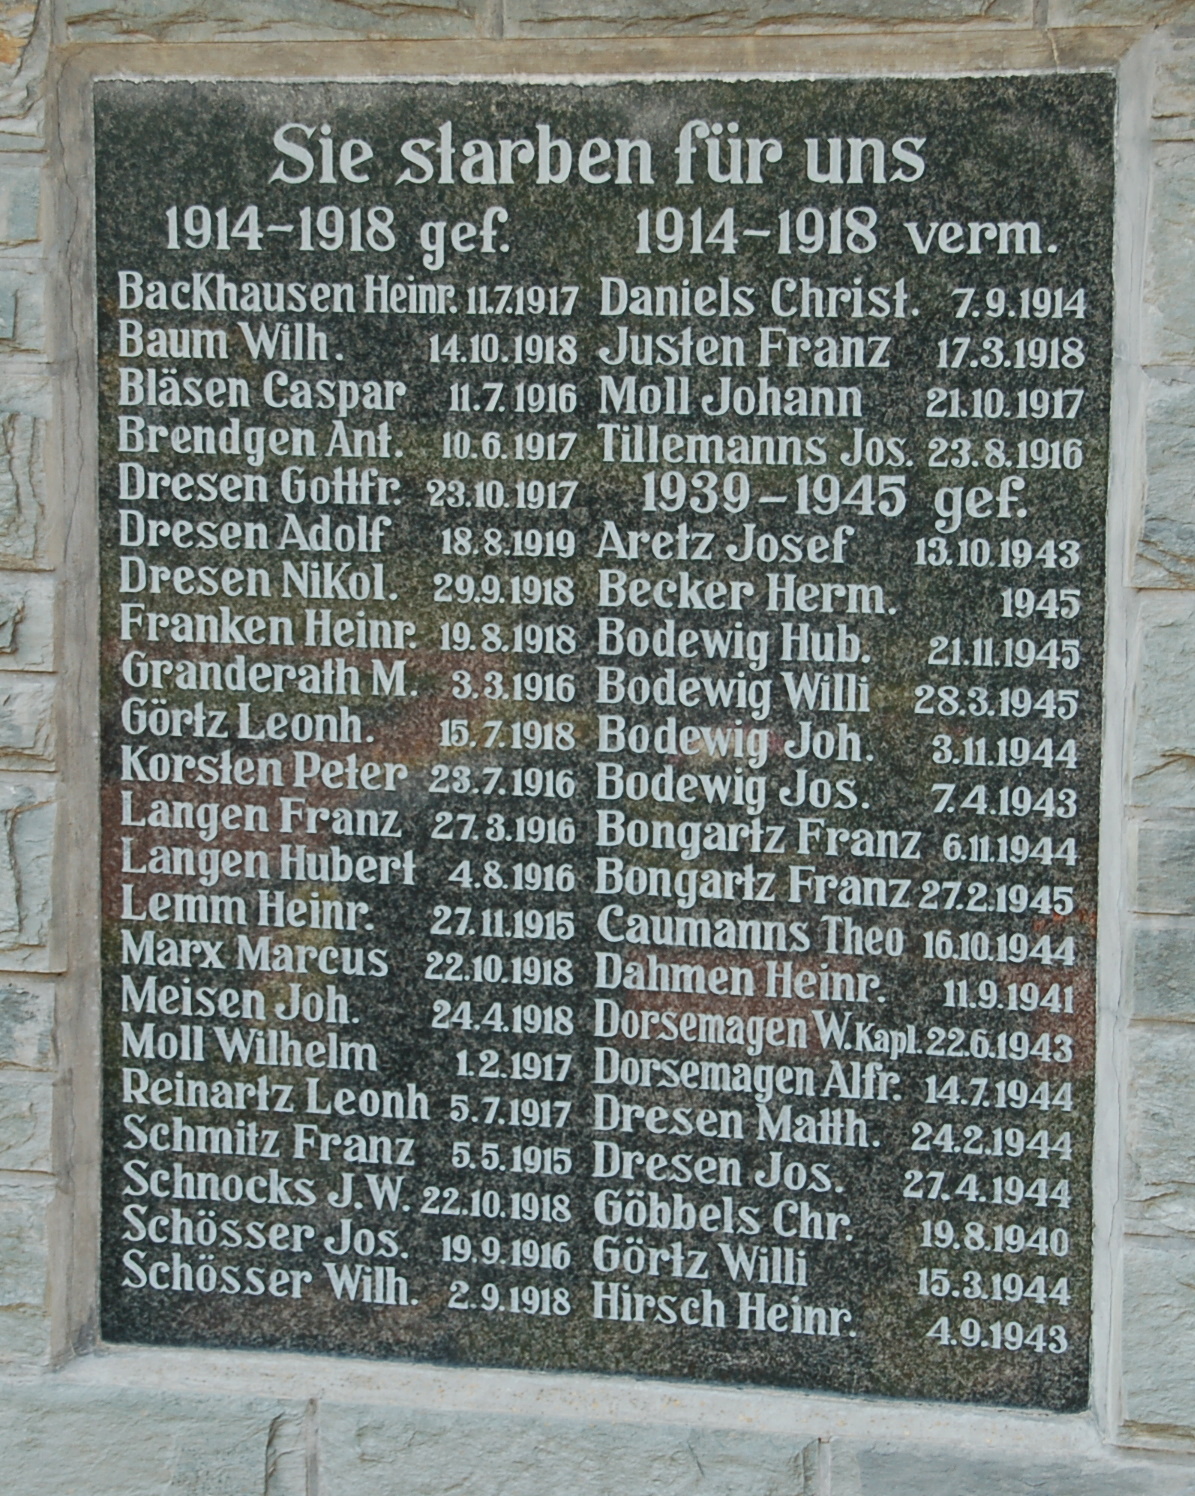 Sie starben für uns
1914-1918 gef.
Backhausen Heinr. 11.7.1917
Baum Wilh. 14.10.1918
Bläsen Caspar 11.7.1916
Brendgen Ant. 10.6.1917
Dresen Gottfr. 23.10.1917
Dresen Adolf 18.8.1919
Dresen Nikol. 29.9.1918
Franken Heinr. 19.8.1918
Granderath M. 3.3.1916
Görtz Leonh. 15.7.1918
Korsten Peter 23.7.1916
Langen Franz 27.3.1916
Langen Hubert 4.8.1916
Lemm Heinr. 27.11.1915
Marx Marcus 22.10.1918
Meisen Joh. 24.4.1918
Moll Wilhelm 1.2.1917
Reinartz Leonh. 5.7.1917
Schmitz Franz 5.5.1915
Schnocks J.W. 22.10.1918
Schösser Jos. 19.9.1916
Schösser Wilh. 2.9.1918
1914-1918 verm.
Daniels Christ. 7.9.1914
Justen Franz 17.3.1918
Moll Johann 21.10.1917
Tillemanns Jos. 23.8.1916
1939-1945 gef.
Aretz Josef 13.10.1943
Becker Herm. 1945
Bodewig Hub. 21.11.1945
Bodewig Willi 28.3.1945
Bodewig Joh. 3.11.1944
Bodewig Jos. 7.4.1943
Bongartz Franz 6.11.1944
Bongartz Franz 27.2.1945
Caumanns Theo 16.10.1944
Dahmen Heinr. 11.9.1941
Dorsemagen W. Kapl. 22.6.1943
Dorsemagen Alfr. 14.7.1944
Dresen Matth. 24.2.1944
Dresen Jos. 27.4.1944
Göbbels Chr. 19.8.1940
Görtz Willi 15.3.1944
Hirsch Heinr. 4.9.1943